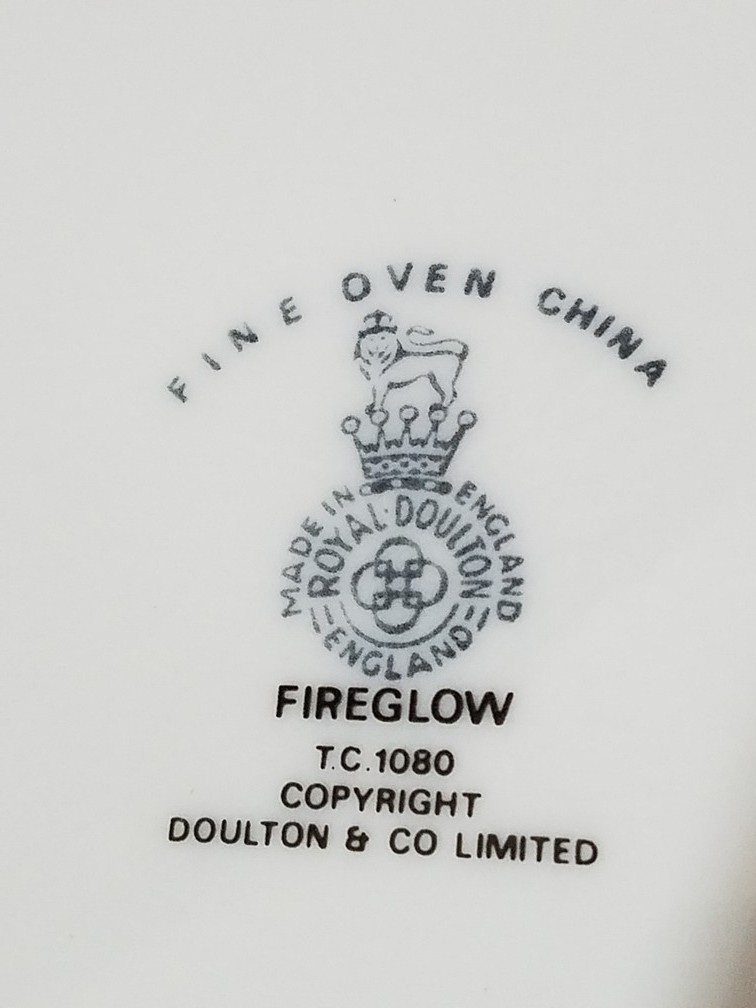 FINE OVEN CHINA
MADE IN ENGLAND
ROYAL DOULTON
ENGLAND
FIREGLOW
T.C.1080
COPYRIGHT
DOULTON & CO LIMITED